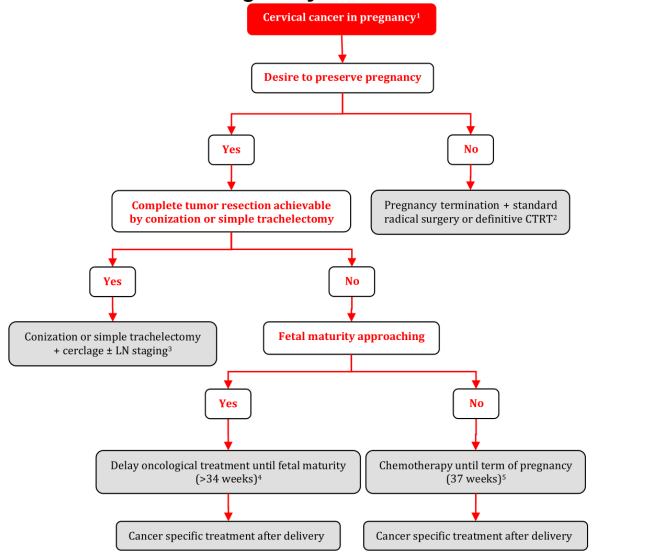 Cervical cancer in pregnancy¹
Desire to preserve pregnancy
Yes
No
Complete tumor resection achievable
by conization or simple trachelectomy
Pregnancy termination + standard
radical surgery or definitive CTRT²
Yes
No
Conization or simple trachelectomy
+ cerclage ± LN staging³
Fetal maturity approaching
Yes
No
Delay oncological treatment until fetal maturity
(>34 weeks)⁴
Chemotherapy until term of pregnancy
(37 weeks)⁵
Cancer specific treatment after delivery
Cancer specific treatment after delivery